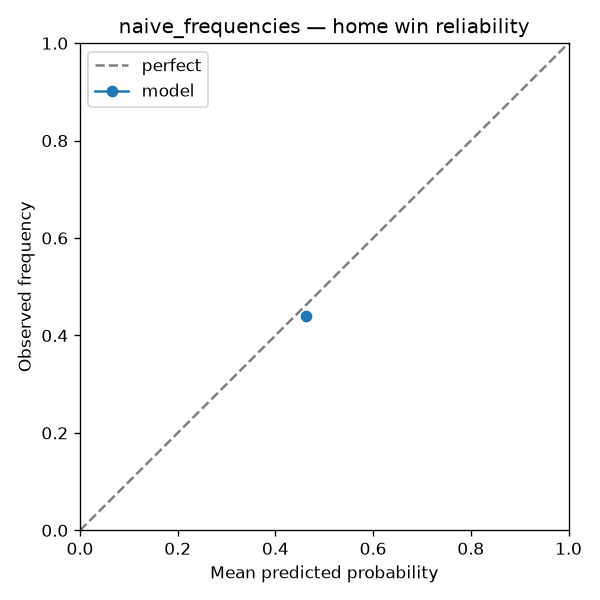 naive_frequencies — home win reliability
perfect
model
1.0
0.8
0.6
0.4
0.2
0.0
Observed frequency
0.0 0.2 0.4 0.6 0.8 1.0
Mean predicted probability